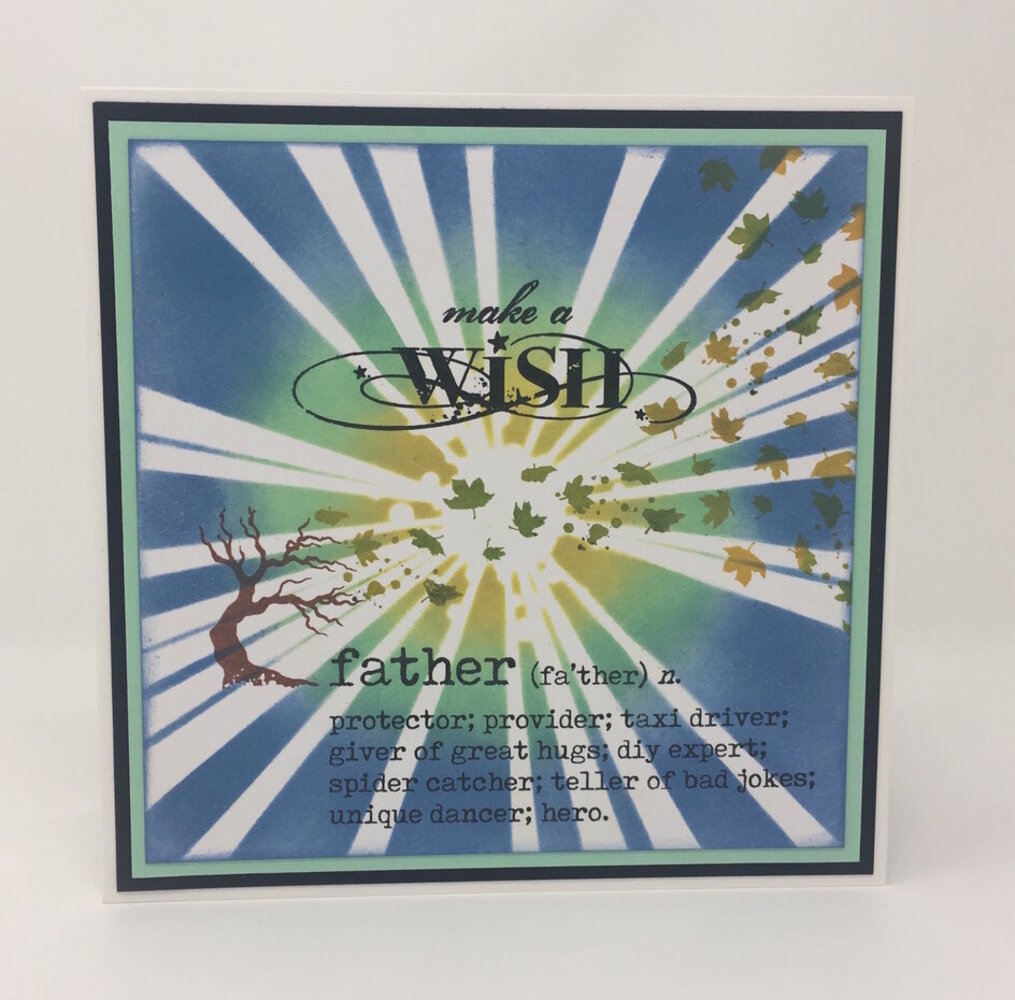 make a
WiSH
father (fa'ther) n.
protector; provider; taxi driver;
giver of great hugs; diy expert;
spider catcher; teller of bad jokes;
unique dancer; hero.